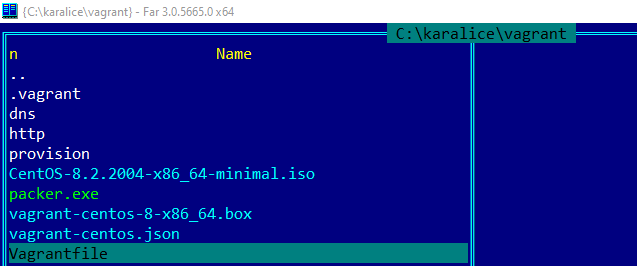 {C:\karalice\vagrant} - Far 3.0.5665.0 x64
C:\karalice\vagrant
n Name
..
.vagrant
dns
http
provision
CentOS-8.2.2004-x86_64-minimal.iso
packer.exe
vagrant-centos-8-x86_64.box
vagrant-centos.json
Vagrantfile